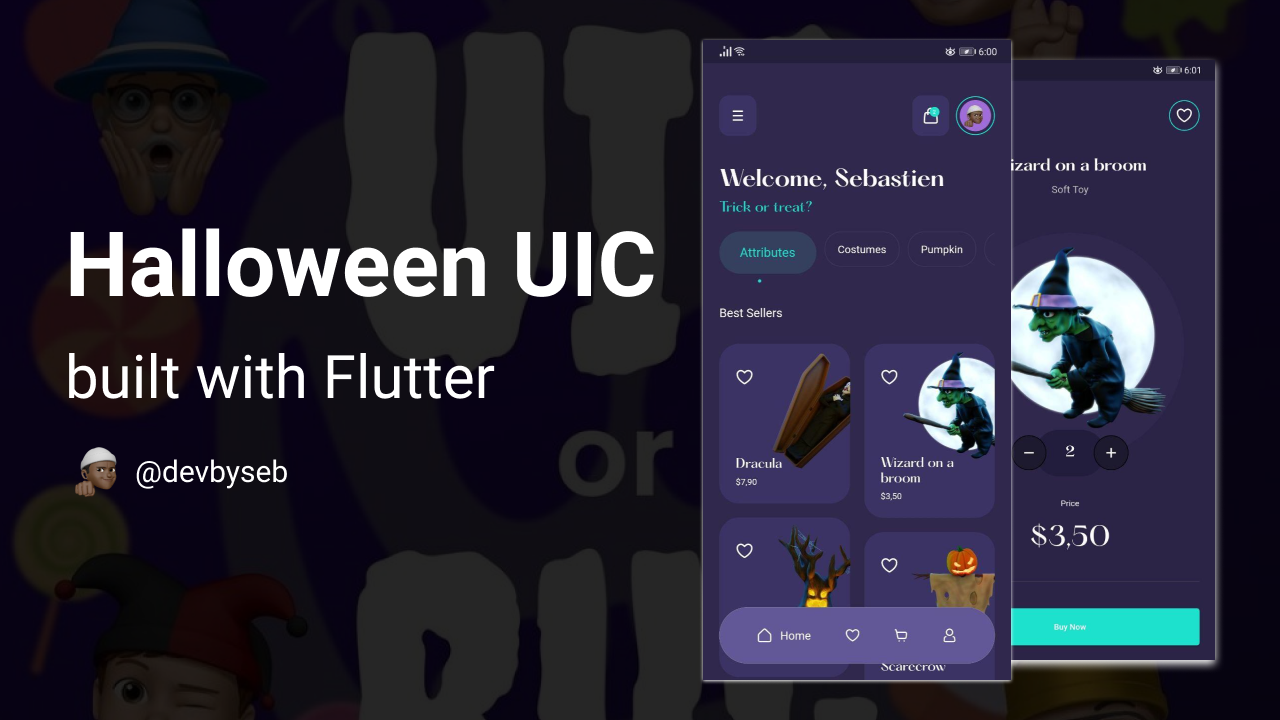 Halloween UIC
built with Flutter
@devbyseb
UI
or
6:00
Welcome, Sebastien
Trick or treat?
Attributes
Costumes
Pumpkin
Best Sellers
Dracula
$7,90
Wizard on a
broom
$3,50
Home
Scarecrow
6:01
izard on a broom
Soft Toy
2
Price
$3,50
Buy Now